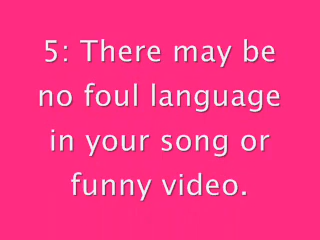 5: There may be
no foul language
in your song or
funny video.